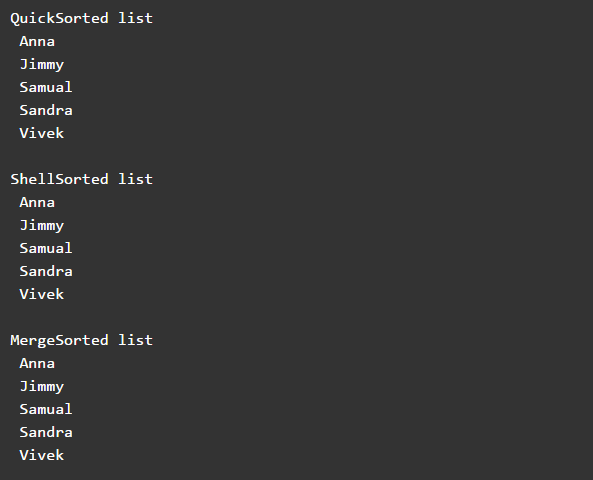 QuickSorted list
Anna
Jimmy
Samual
Sandra
Vivek
ShellSorted list
Anna
Jimmy
Samual
Sandra
Vivek
MergeSorted list
Anna
Jimmy
Samual
Sandra
Vivek